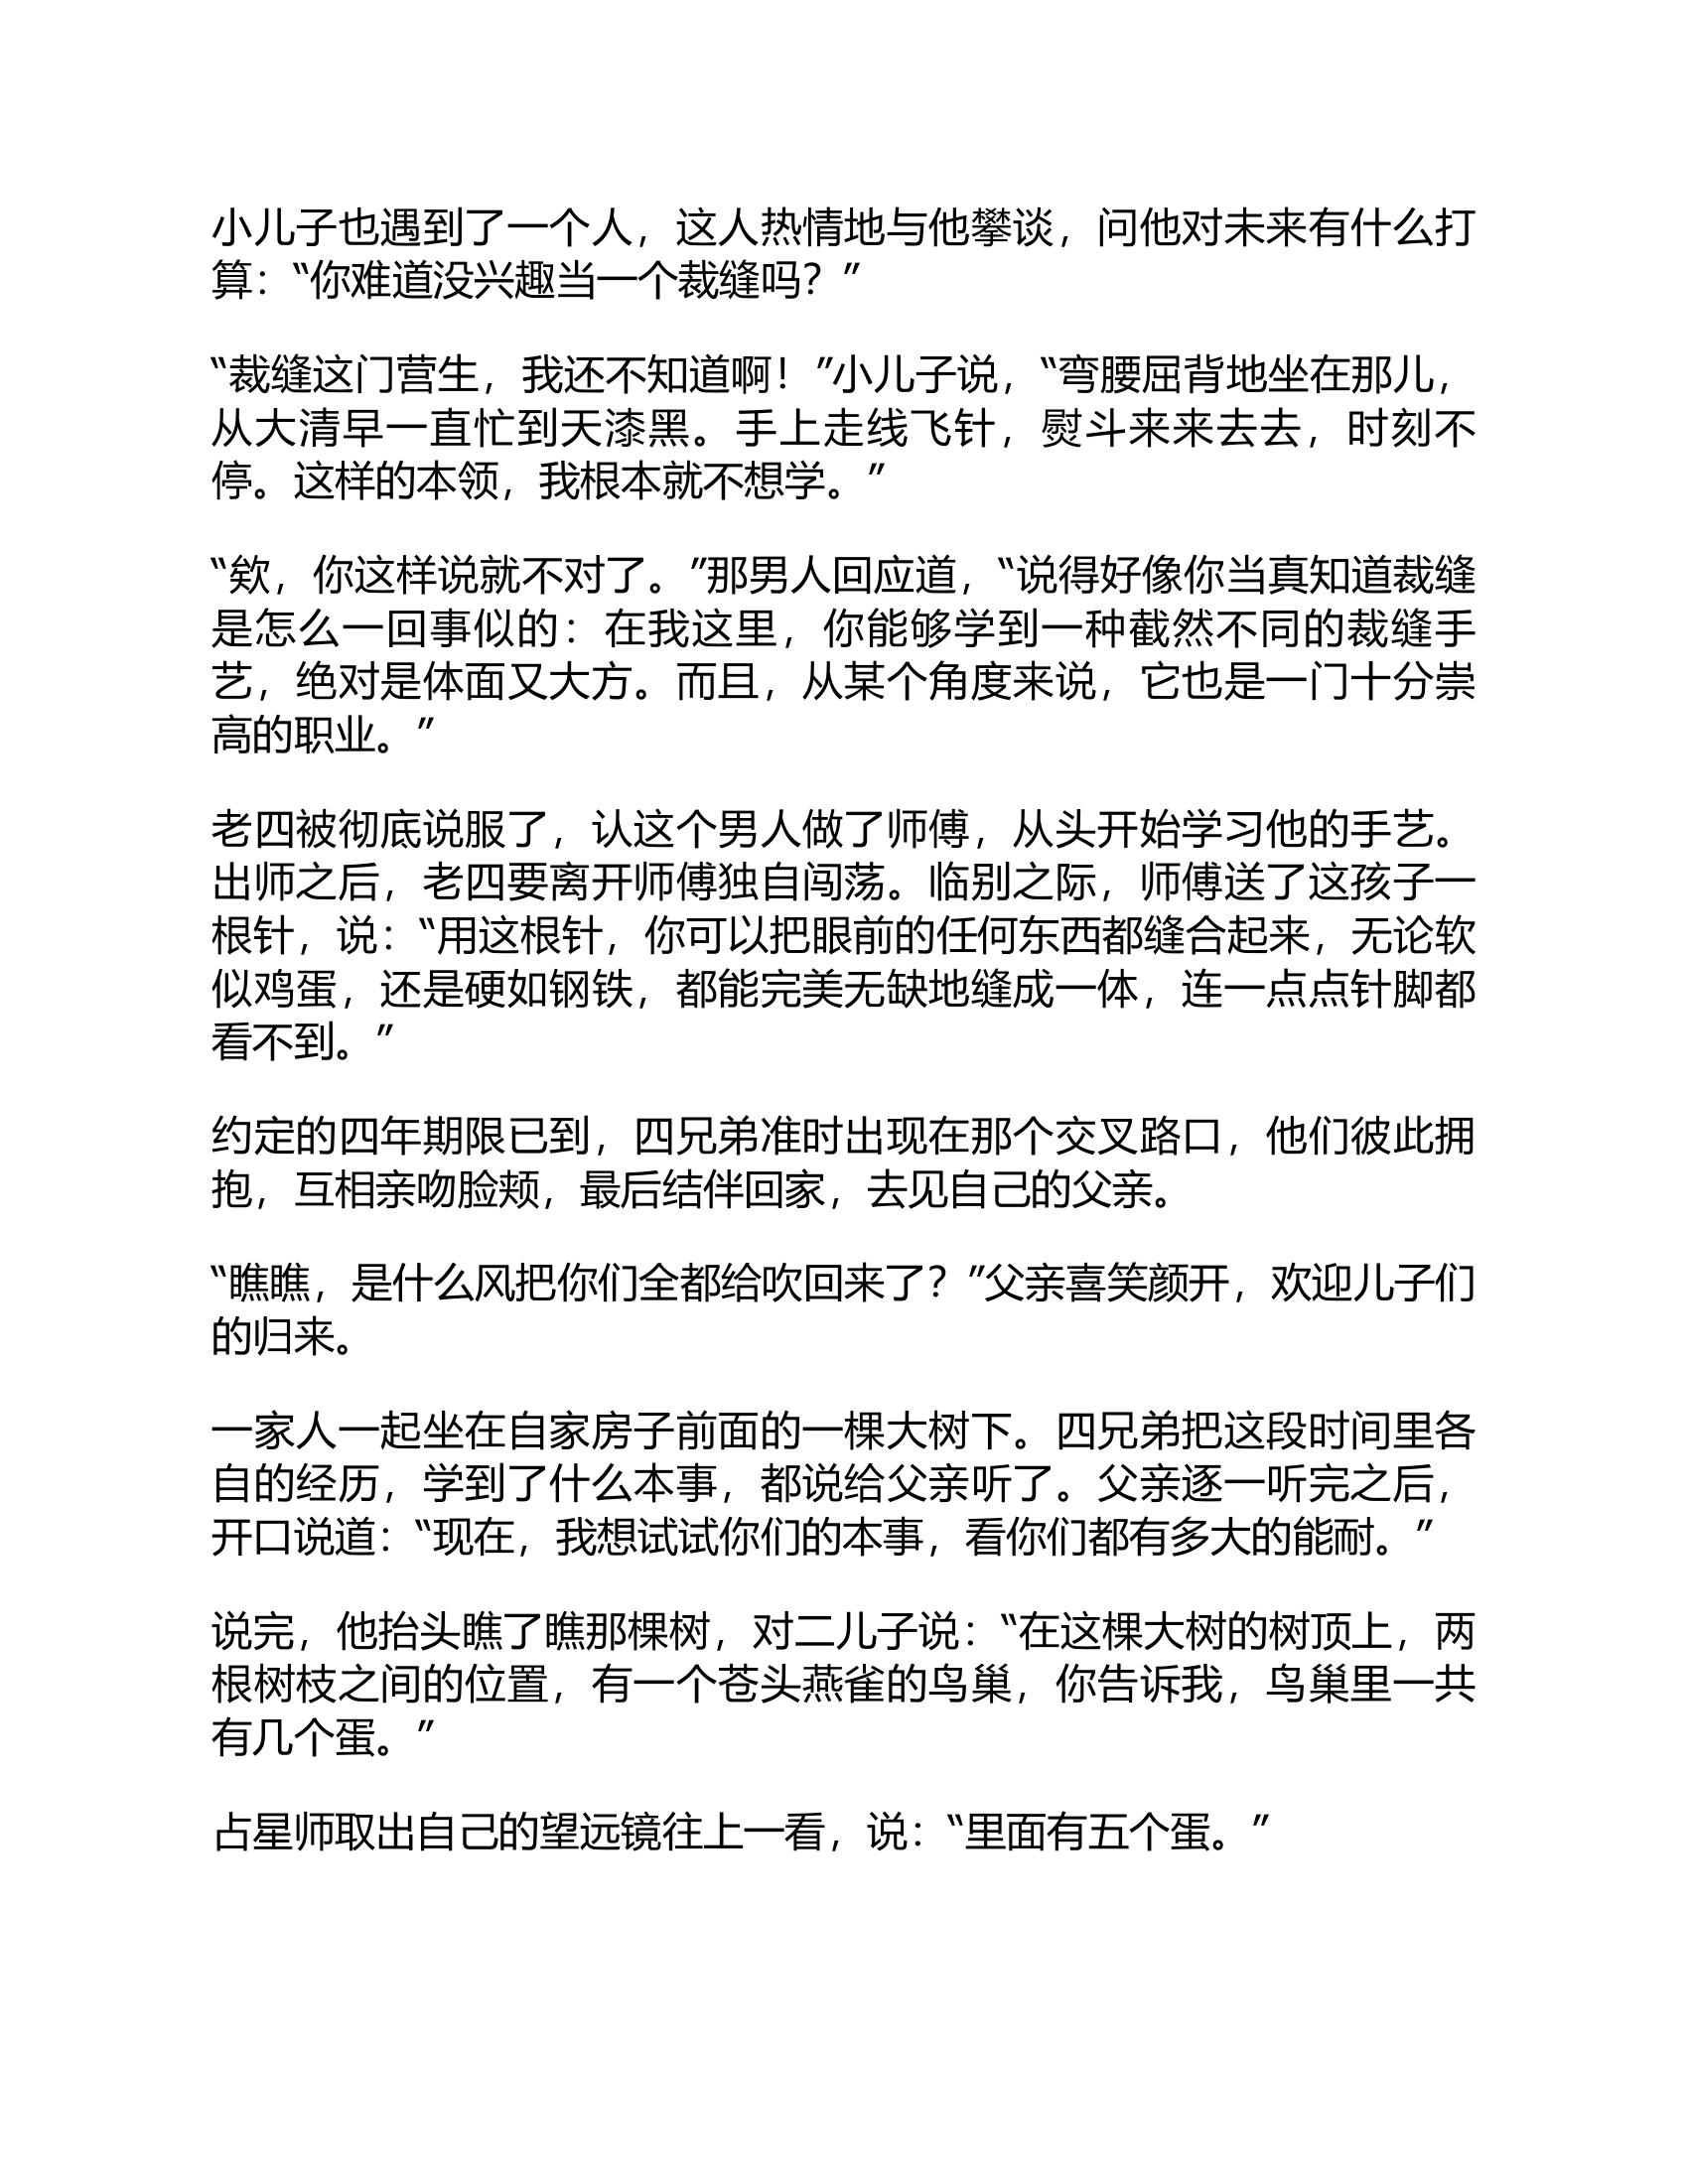 小儿子也遇到了一个人，这人热情地与他攀谈，问他对未来有什么打
算：“你难道没兴趣当一个裁缝吗？”
“裁缝这门营生，我还不知道啊！”小儿子说，“弯腰屈背地坐在那儿，
从大清早一直忙到天漆黑。手上走线飞针，熨斗来来去去，时刻不
停。这样的本领，我根本就不想学。”
“欸，你这样说就不对了。”那男人回应道，“说得好像你当真知道裁缝
是怎么一回事似的：在我这里，你能够学到一种截然不同的裁缝手
艺，绝对是体面又大方。而且，从某个角度来说，它也是一门十分崇
高的职业。”
老四被彻底说服了，认这个男人做了师傅，从头开始学习他的手艺。
出师之后，老四要离开师傅独自闯荡。临别之际，师傅送了这孩子一
根针，说：“用这根针，你可以把眼前的任何东西都缝合起来，无论软
似鸡蛋，还是硬如钢铁，都能完美无缺地缝成一体，连一点点针脚都
看不到。”
约定的四年期限已到，四兄弟准时出现在那个交叉路口，他们彼此拥
抱，互相亲吻脸颊，最后结伴回家，去见自己的父亲。
“瞧瞧，是什么风把你们全都给吹回来了？”父亲喜笑颜开，欢迎儿子们
的归来。
一家人一起坐在自家房子前面的一棵大树下。四兄弟把这段时间里各
自的经历，学到了什么本事，都说给父亲听了。父亲逐一听完之后，
开口说道：“现在，我想试试你们的本事，看你们都有多大的能耐。”
说完，他抬头瞧了瞧那棵树，对二儿子说：“在这棵大树的树顶上，两
根树枝之间的位置，有一个苍头燕雀的鸟巢，你告诉我，鸟巢里一共
有几个蛋。”
占星师取出自己的望远镜往上一看，说：“里面有五个蛋。”